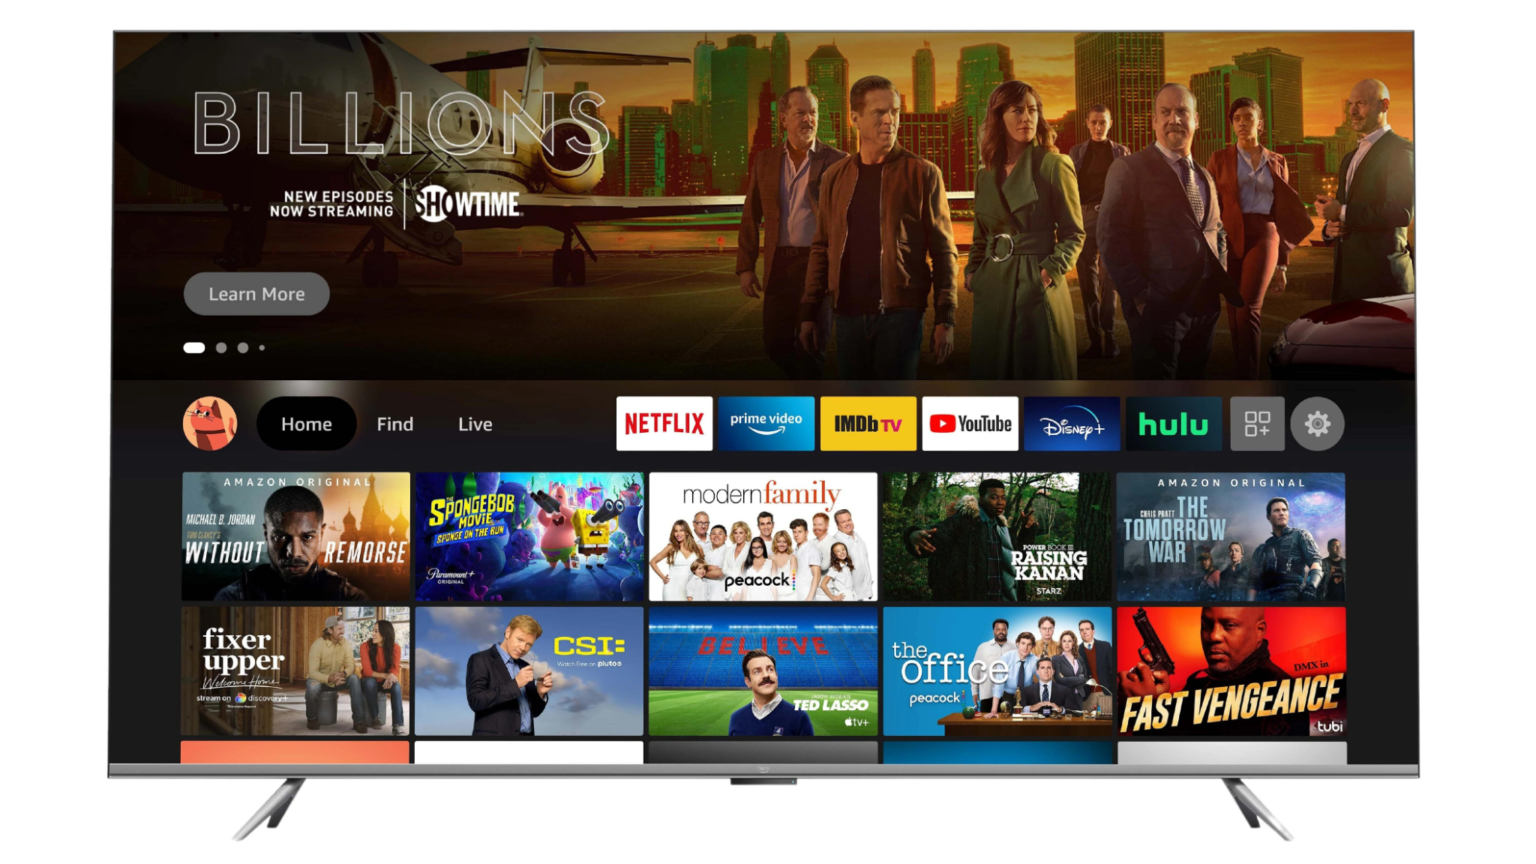 BILLIONS
NEW EPISODES
NOW STREAMING
SHOWTIME
Learn More
Home
Find
Live
NETFLIX
prime video
IMDb TV
YouTube
Disney+
hulu
AMAZON ORIGINAL
MICHAEL B. JORDAN
TOM CLANCY'S
WITHOUT REMORSE
THE
SPONGEBOB
MOVIE
SPONGE ON THE RUN
Paramount+
ORIGINAL
modern family
peacock
POWER BOOK III
RAISING
KANAN
STARZ
AMAZON ORIGINAL
CHRIS PRATT
THE
TOMORROW
WAR
fixer
upper
Welcome Home
stream on discovery+
CSI:
Watch Free on pluto tv
BELIEVE
JASON SUDEIKIS
TED LASSO
tv+
the
office
peacock
DMX in
FAST VENGEANCE
tubi